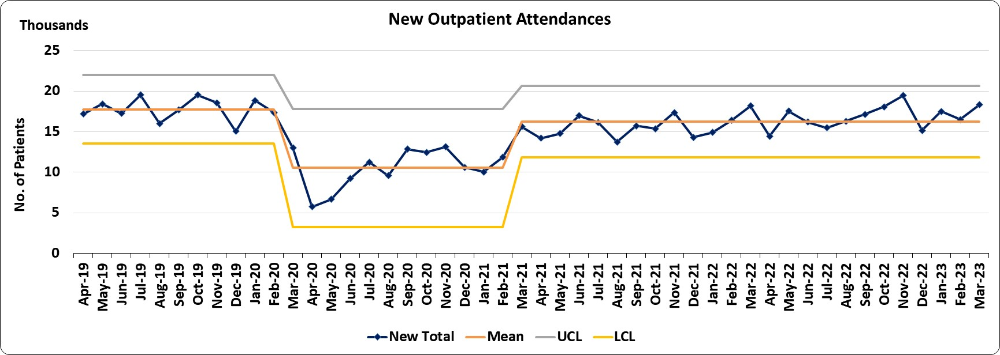 New Outpatient Attendances
Thousands
No. of Patients
25
20
15
10
5
0
Apr-19
May-19
Jun-19
Jul-19
Aug-19
Sep-19
Oct-19
Nov-19
Dec-19
Jan-20
Feb-20
Mar-20
Apr-20
May-20
Jun-20
Jul-20
Aug-20
Sep-20
Oct-20
Nov-20
Dec-20
Jan-21
Feb-21
Mar-21
Apr-21
May-21
Jun-21
Jul-21
Aug-21
Sep-21
Oct-21
Nov-21
Dec-21
Jan-22
Feb-22
Mar-22
Apr-22
May-22
Jun-22
Jul-22
Aug-22
Sep-22
Oct-22
Nov-22
Dec-22
Jan-23
Feb-23
Mar-23
New Total Mean UCL LCL